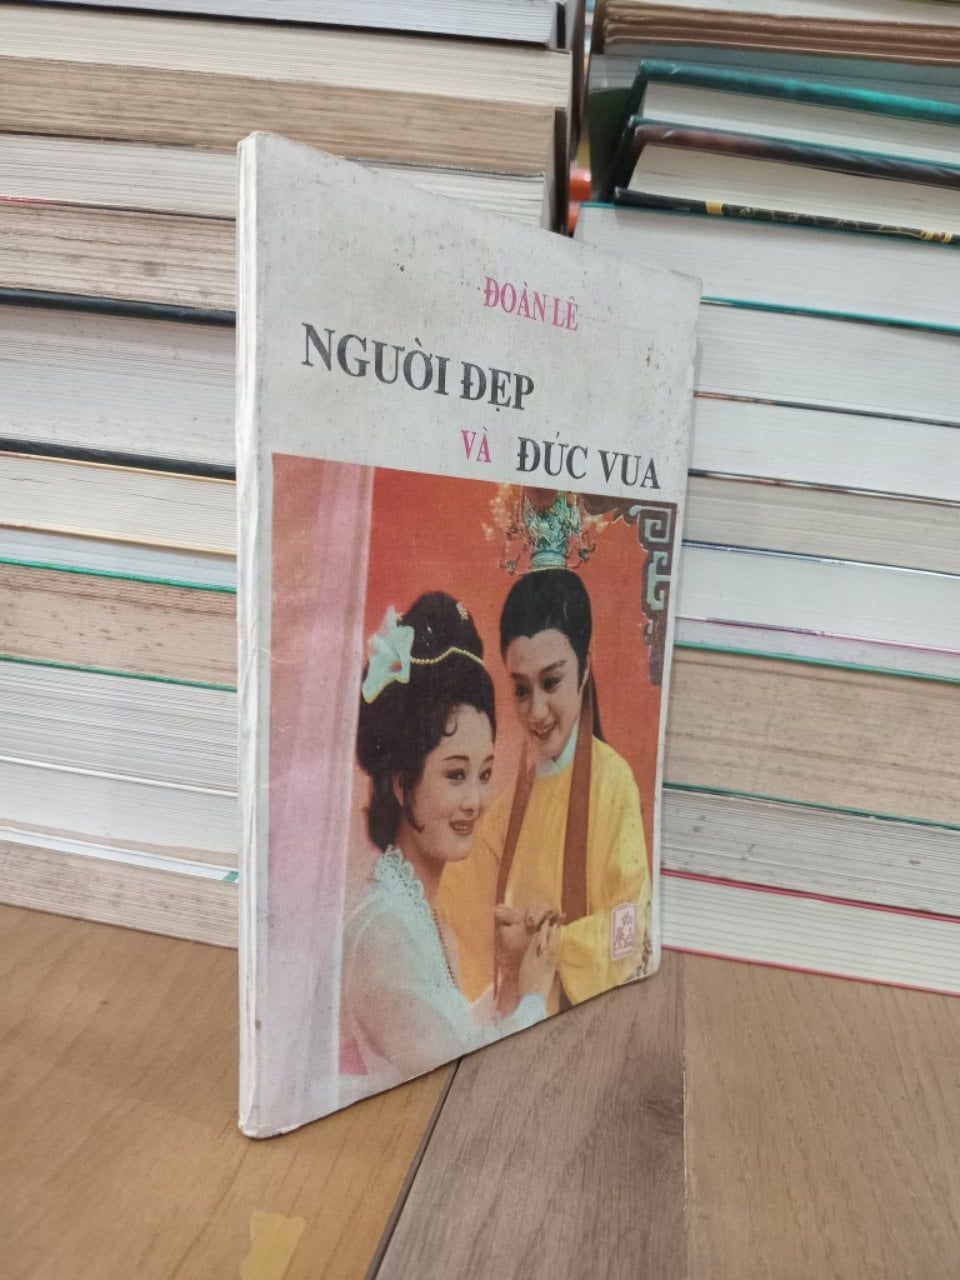 ĐOÀN LÊ
NGƯỜI ĐẸP
VÀ ĐỨC VUA